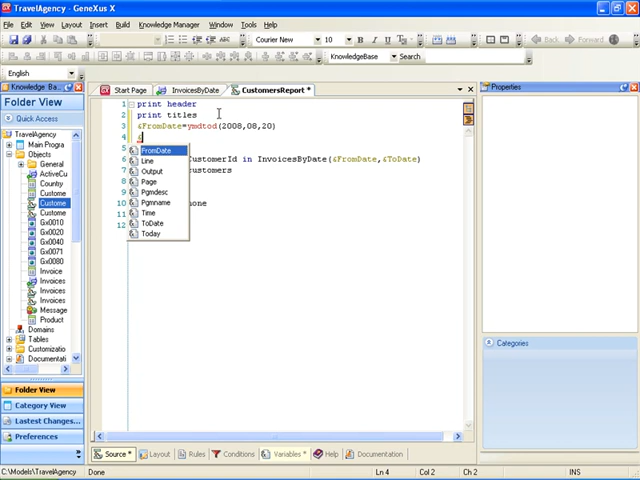 TravelAgency - GeneXus X
File Edit View Layout Insert Build Knowledge Manager Window Tools Help
Courier New 10 B I U
KnowledgeBase Search Back Forward
English
Knowledge Ba...
Start Page InvoicesByDate CustomersReport *
Properties
Folder View
Quick Access
TravelAgency
Main Progra
Objects
General
ActiveCu
Country
Custome
Custome
Custome
Gx0010
Gx0020
Gx0040
Gx0071
Gx0080
Invoice
Invoices
Invoices
Invoices
Message
Product
Domains
Tables
Customizatio
Documentati
Folder View
Category View
Lastest Changes...
Preferences
1 print header
2 print titles
3 &FromDate=ymdtod(2008,08,20)
4 &
5
6 CustomerId in InvoicesByDate(&FromDate,&ToDate)
7 customers
8
9
10 none
11
12
FromDate
Line
Output
Page
Pgmdesc
Pgmname
Time
ToDate
Today
Categories
Source * Layout Rules Conditions Variables * Help Documentation
C:\Models\TravelAgency Done Ln 4 Col 2 Ch 2 INS